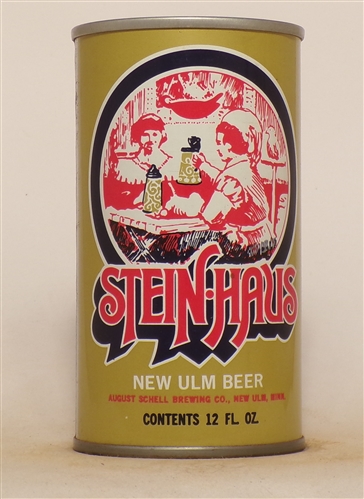 STEIN·HAUS
NEW ULM BEER
AUGUST SCHELL BREWING CO., NEW ULM, MINN.
CONTENTS 12 FL. OZ.